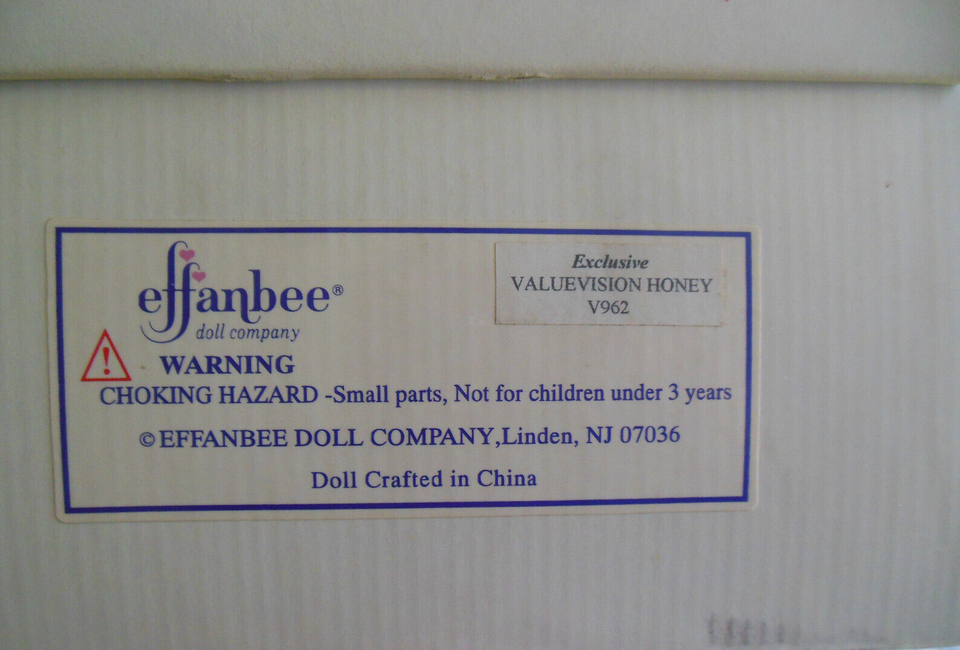 effanbee®
doll company
Exclusive
VALUEVISION HONEY
V962
WARNING
CHOKING HAZARD -Small parts, Not for children under 3 years
© EFFANBEE DOLL COMPANY,Linden, NJ 07036
Doll Crafted in China